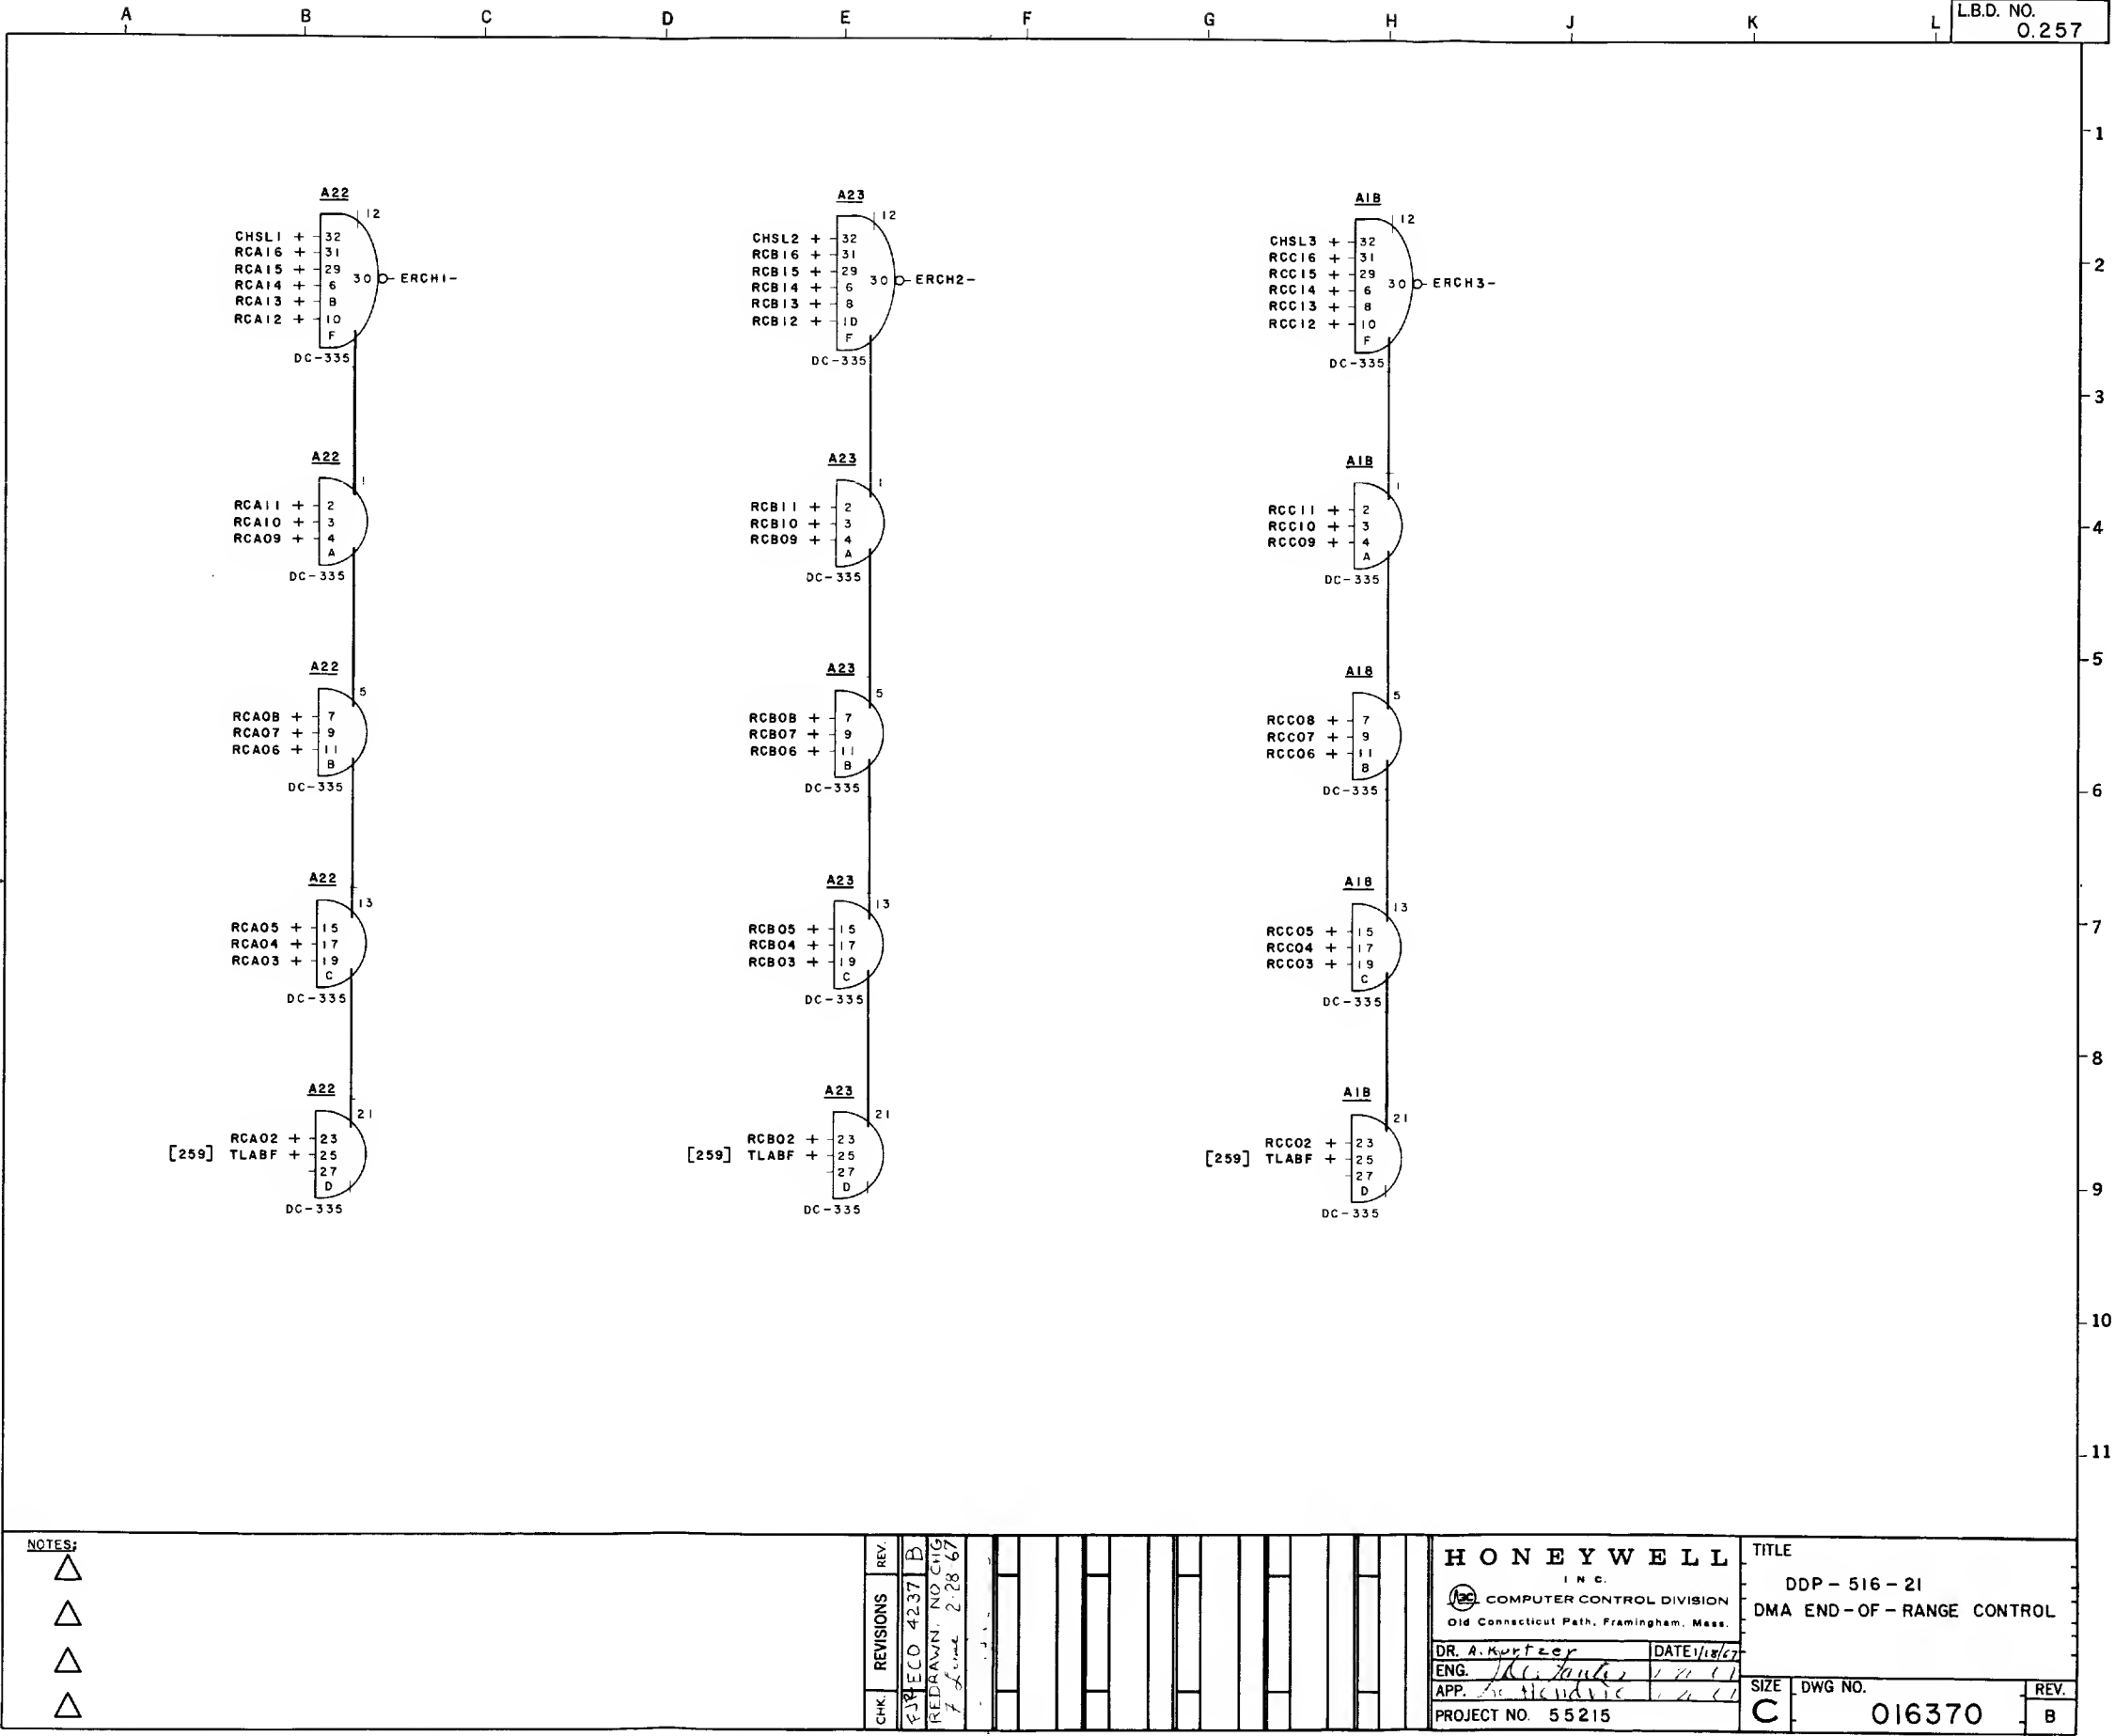 A B C D E F G H J K L
L.B.D. NO.
0.257
1
2
3
4
5
6
7
8
9
10
11
A22
12
CHSL1 + 32
RCA16 + 31
RCA15 + 29
RCA14 + 6
RCA13 + 8
RCA12 + 10
F
30 ERCH1-
DC-335
A22
1
RCA11 + 2
RCA10 + 3
RCA09 + 4
A
DC-335
A22
5
RCA08 + 7
RCA07 + 9
RCA06 + 11
B
DC-335
A22
13
RCA05 + 15
RCA04 + 17
RCA03 + 19
C
DC-335
A22
21
RCA02 + 23
[259] TLABF + 25
27
D
DC-335
A23
12
CHSL2 + 32
RCB16 + 31
RCB15 + 29
RCB14 + 6
RCB13 + 8
RCB12 + 10
F
30 ERCH2-
DC-335
A23
1
RCB11 + 2
RCB10 + 3
RCB09 + 4
A
DC-335
A23
5
RCB08 + 7
RCB07 + 9
RCB06 + 11
B
DC-335
A23
13
RCB05 + 15
RCB04 + 17
RCB03 + 19
C
DC-335
A23
21
RCB02 + 23
[259] TLABF + 25
27
D
DC-335
A18
12
CHSL3 + 32
RCC16 + 31
RCC15 + 29
RCC14 + 6
RCC13 + 8
RCC12 + 10
F
30 ERCH3-
DC-335
A18
1
RCC11 + 2
RCC10 + 3
RCC09 + 4
A
DC-335
A18
5
RCC08 + 7
RCC07 + 9
RCC06 + 11
B
DC-335
A18
13
RCC05 + 15
RCC04 + 17
RCC03 + 19
C
DC-335
A18
21
RCC02 + 23
[259] TLABF + 25
27
D
DC-335
NOTES:
CHK. REVISIONS REV.
FJR ECO 4237 B
REDRAWN. NO CHG
2-28-67
HONEYWELL
INC.
COMPUTER CONTROL DIVISION
Old Connecticut Path, Framingham, Mass.
DR. A. Kurtzer DATE 1/18/67
ENG.
APP.
PROJECT NO. 55215
TITLE
DDP-516-21
DMA END-OF-RANGE CONTROL
SIZE
C
DWG NO.
016370
REV.
B